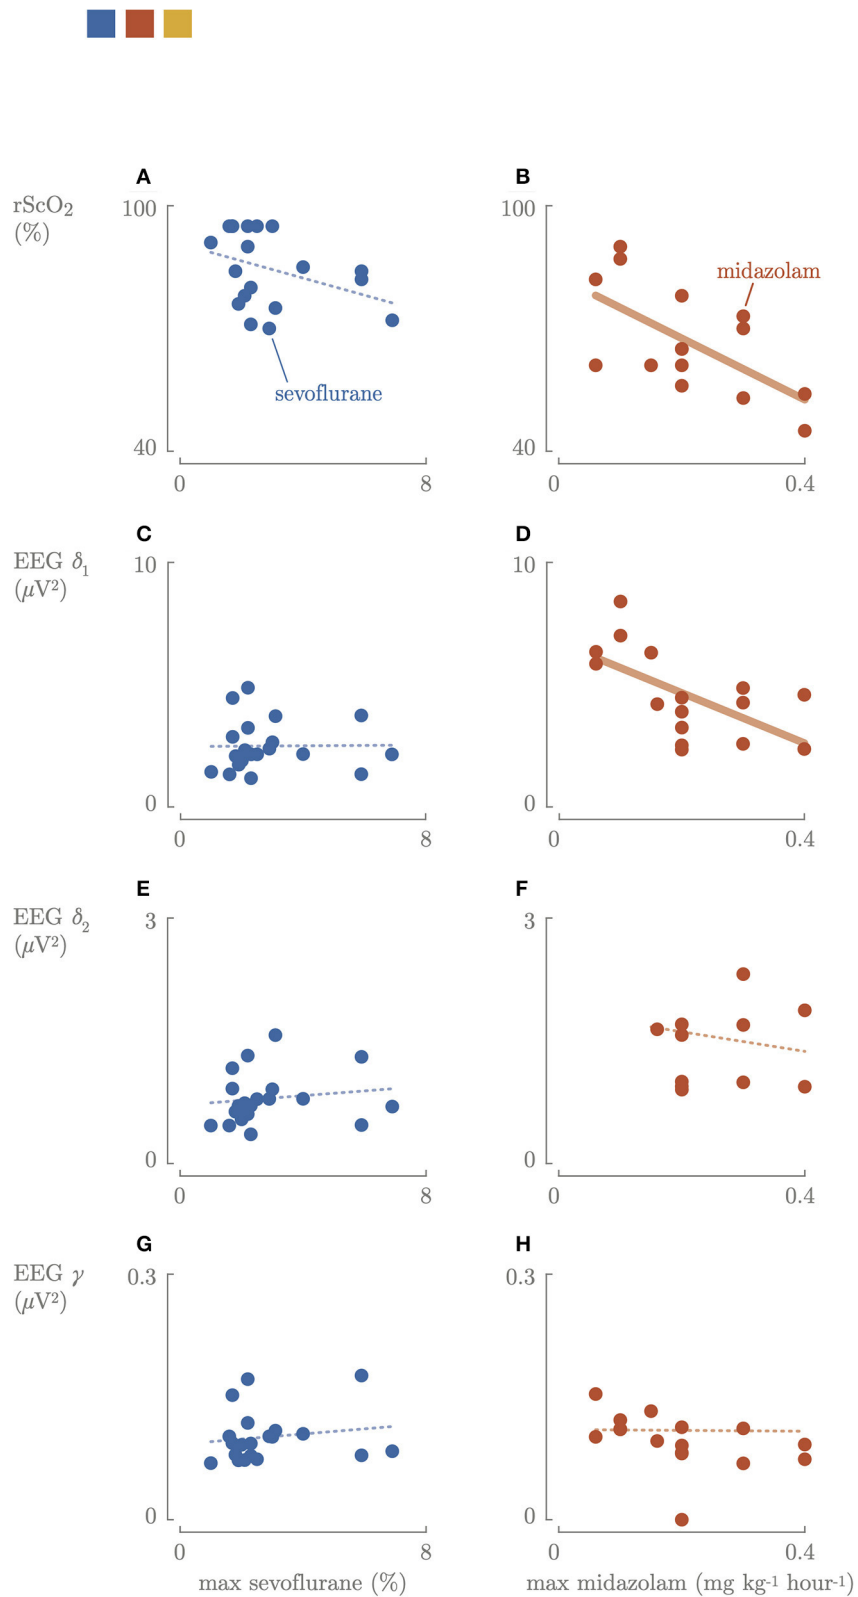 A B
rScO₂
(%)
100 100
midazolam
sevoflurane
40 40
0 8 0 0.4
C D
EEG δ₁
(μV²)
10 10
0 0
0 8 0 0.4
E F
EEG δ₂
(μV²)
3 3
0 0
0 8 0 0.4
G H
EEG γ
(μV²)
0.3 0.3
0 0
0 8 0 0.4
max sevoflurane (%) max midazolam (mg kg⁻¹ hour⁻¹)